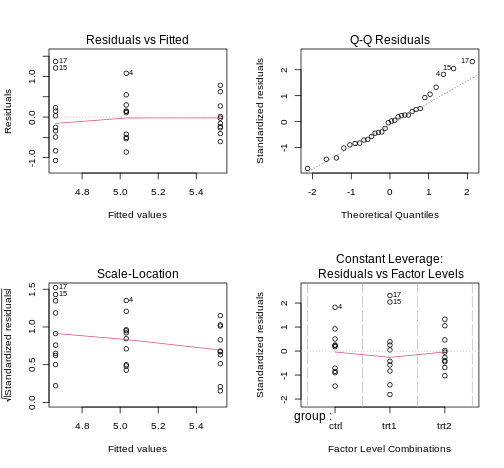 Residuals vs Fitted
Residuals
-1.0 0.0 1.0
17
15
4
4.8 5.0 5.2 5.4
Fitted values
Q-Q Residuals
Standardized residuals
-1 0 1 2
17
15
4
-2 -1 0 1 2
Theoretical Quantiles
Scale-Location
√|Standardized residuals|
0.0 0.5 1.0 1.5
17
15
4
4.8 5.0 5.2 5.4
Fitted values
Constant Leverage:
Residuals vs Factor Levels
Standardized residuals
-2 -1 0 1 2
4
17
15
group :
ctrl trt1 trt2
Factor Level Combinations